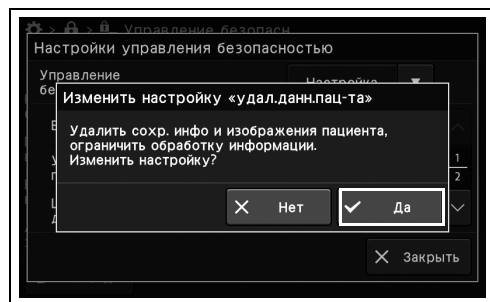 Управление безопасн
Настройки управления безопасностью
Управление
Настройка
Изменить настройку «удал.данн.пац-та»
Удалить сохр. инфо и изображения пациента,
ограничить обработку информации.
Изменить настройку?
1
2
Нет
Да
Закрыть